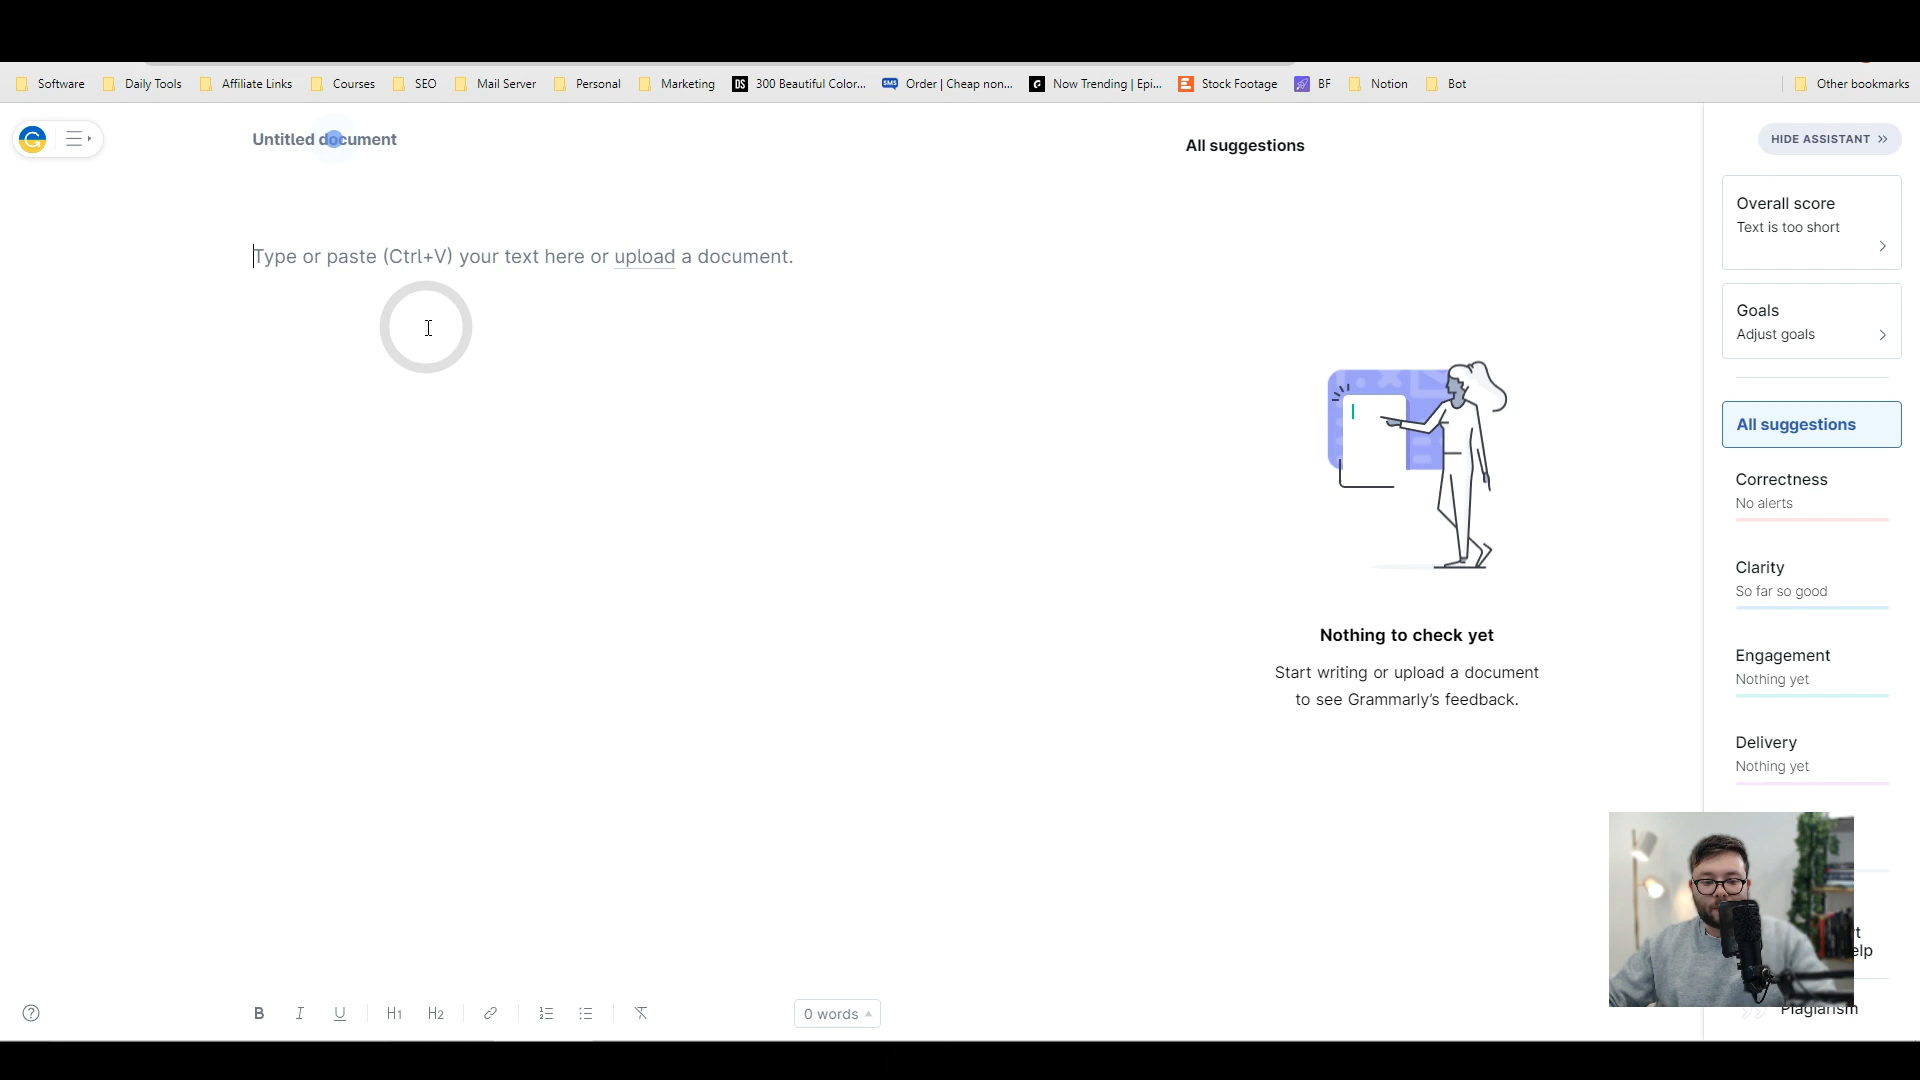 Software Daily Tools Affiliate Links Courses SEO Mail Server Personal Marketing DS 300 Beautiful Color... SMS Order | Cheap non... Now Trending | Epi... Stock Footage BF Notion Bot Other bookmarks
Untitled document
All suggestions
HIDE ASSISTANT
Type or paste (Ctrl+V) your text here or upload a document.
Overall score
Text is too short
Goals
Adjust goals
All suggestions
Correctness
No alerts
Clarity
So far so good
Engagement
Nothing yet
Delivery
Nothing yet
Nothing to check yet
Start writing or upload a document
to see Grammarly's feedback.
Plagiarism
B I U H1 H2 0 words